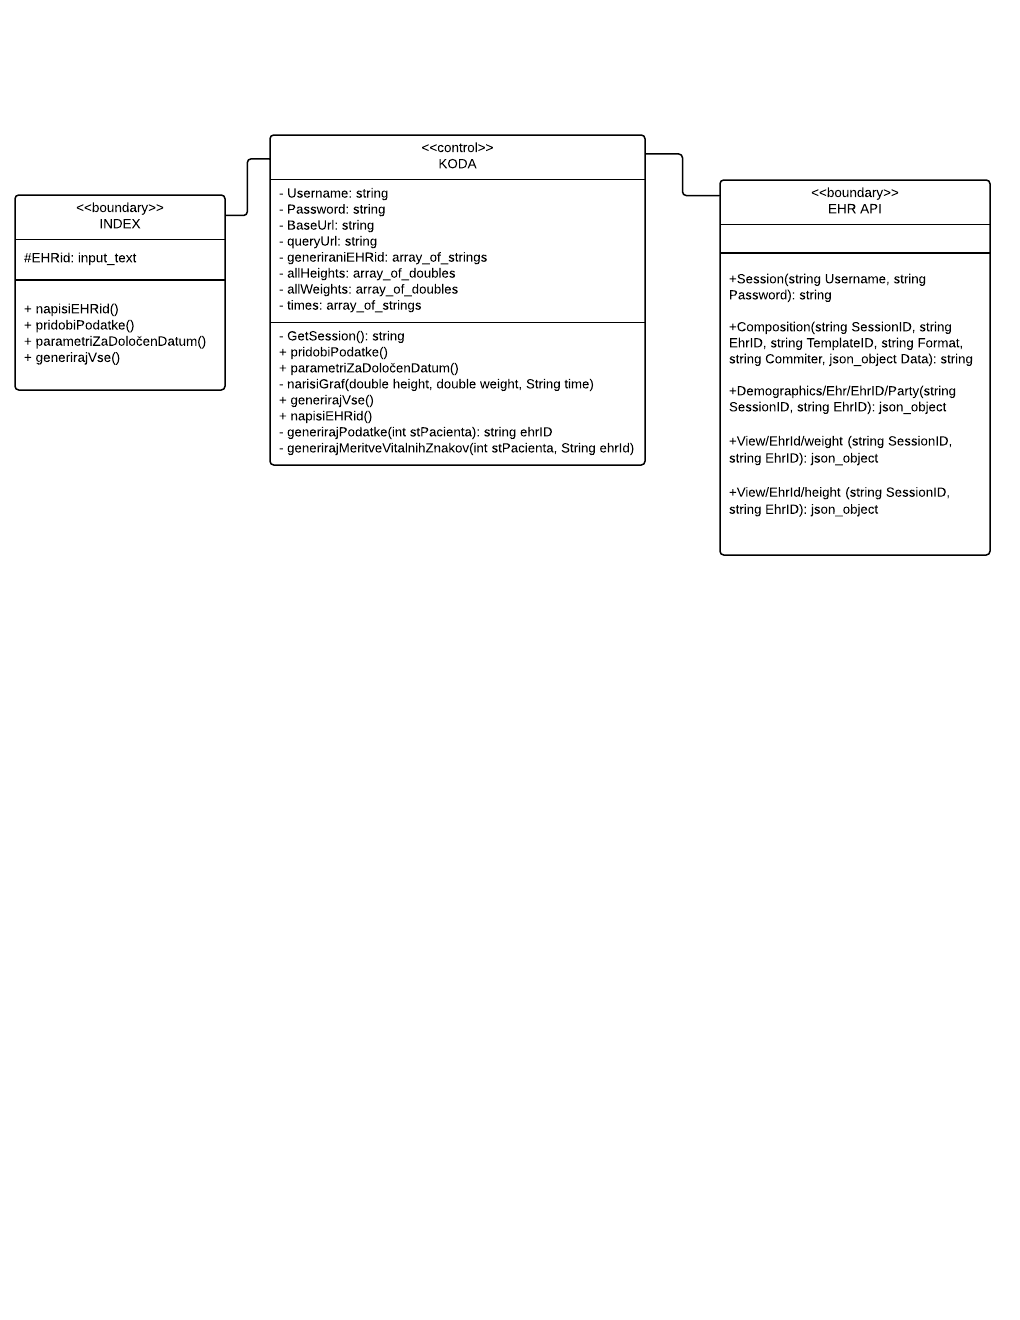 <<boundary>>
INDEX
#EHRid: input_text
+ napisiEHRid()
+ pridobiPodatke()
+ parametriZaDoločenDatum()
+ generirajVse()
<<control>>
KODA
- Username: string
- Password: string
- BaseUrl: string
- queryUrl: string
- generiraniEHRid: array_of_strings
- allHeights: array_of_doubles
- allWeights: array_of_doubles
- times: array_of_strings
- GetSession(): string
+ pridobiPodatke()
+ parametriZaDoločenDatum()
- narisiGraf(double height, double weight, String time)
+ generirajVse()
+ napisiEHRid()
- generirajPodatke(int stPacienta): string ehrID
- generirajMeritveVitalnihZnakov(int stPacienta, String ehrId)
<<boundary>>
EHR API
+Session(string Username, string
Password): string
+Composition(string SessionID, string
EhrID, string TemplateID, string Format,
string Commiter, json_object Data): string
+Demographics/Ehr/EhrID/Party(string
SessionID, string EhrID): json_object
+View/EhrId/weight (string SessionID,
string EhrID): json_object
+View/EhrId/height (string SessionID,
string EhrID): json_object